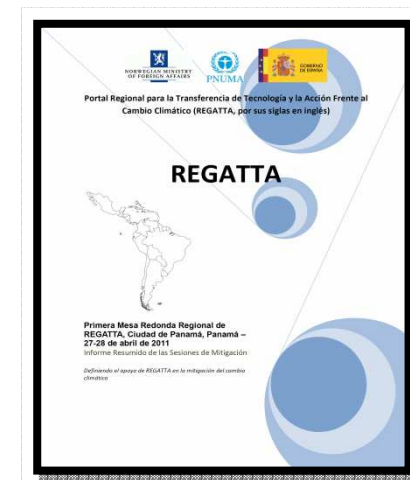 NORWEGIAN MINISTRY
OF FOREIGN AFFAIRS
PNUMA
GOBIERNO
DE ESPAÑA
Portal Regional para la Transferencia de Tecnología y la Acción Frente al
Cambio Climático (REGATTA, por sus siglas en inglés)
REGATTA
Primera Mesa Redonda Regional de
REGATTA, Ciudad de Panamá, Panamá –
27-28 de abril de 2011
Informe Resumido de las Sesiones de Mitigación
Definiendo el apoyo de REGATTA en la mitigación del cambio
climático